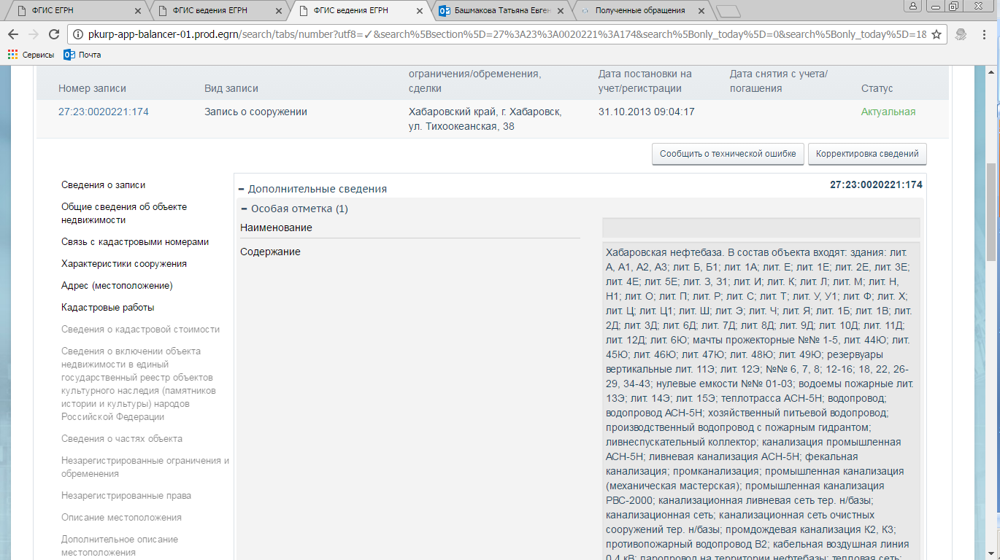 ФГИС ЕГРН
ФГИС ведения ЕГРН
ФГИС ведения ЕГРН
Башмакова Татьяна Евген
Полученные обращения
pkurp-app-balancer-01.prod.egrn/search/tabs/number?utf8=✓&search%5Bsection%5D=27%3A23%3A0020221%3A174&search%5Bonly_today%5D=0&search%5Bonly_today%5D=18
Сервисы
Почта
Номер записи
Вид записи
ограничения/обременения,
сделки
Дата постановки на
учет/регистрации
Дата снятия с учета/
погашения
Статус
27:23:0020221:174
Запись о сооружении
Хабаровский край, г. Хабаровск,
ул. Тихоокеанская, 38
31.10.2013 09:04:17
Актуальная
Сообщить о технической ошибке
Корректировка сведений
Сведения о записи
Общие сведения об объекте
недвижимости
Связь с кадастровыми номерами
Характеристики сооружения
Адрес (местоположение)
Кадастровые работы
Сведения о кадастровой стоимости
Сведения о включении объекта
недвижимости в единый
государственный реестр объектов
культурного наследия (памятников
истории и культуры) народов
Российской Федерации
Сведения о частях объекта
Незарегистрированные ограничения и
обременения
Незарегистрированные права
Описание местоположения
Дополнительное описание
местоположения
27:23:0020221:174
– Дополнительные сведения
– Особая отметка (1)
Наименование
Содержание
Хабаровская нефтебаза. В состав объекта входят: здания: лит.
А, А1, А2, А3; лит. Б, Б1; лит. 1А; лит. Е; лит. 1Е; лит. 2Е, лит. 3Е;
лит. 4Е; лит. 5Е; лит. З, З1; лит. И; лит. К; лит. Л; лит. М; лит. Н,
Н1; лит. О; лит. П; лит. Р; лит. С; лит. Т; лит. У, У1; лит. Ф; лит. Х;
лит. Ц; лит. Ц1; лит. Ш; лит. Э; лит. Ч; лит. Я; лит. 1Б; лит. 1В; лит.
2Д; лит. 3Д; лит. 6Д; лит. 7Д; лит. 8Д; лит. 9Д; лит. 10Д; лит. 11Д;
лит. 12Д; лит. 6Ю; мачты прожекторные №№ 1-5, лит. 44Ю; лит.
45Ю; лит. 46Ю; лит. 47Ю; лит. 48Ю; лит. 49Ю; резервуары
вертикальные лит. 11Э; лит. 12Э; №№ 6, 7, 8; 12-16; 18, 22, 26-
29, 34-43; нулевые емкости №№ 01-03; водоемы пожарные лит.
13Э; лит. 14Э; лит. 15Э; теплотрасса АСН-5Н; водопровод;
водопровод АСН-5Н; хозяйственный питьевой водопровод;
производственный водопровод с пожарным гидрантом;
ливнеспускательный коллектор; канализация промышленная
АСН-5Н; ливневая канализация АСН-5Н; фекальная
канализация; промканализация; промышленная канализация
(механическая мастерская); промышленная канализация
РВС-2000; канализационная ливневая сеть тер. н/базы;
канализационная сеть; канализационная сеть очистных
сооружений тер. н/базы; промдождевая канализация К2, К3;
противопожарный водопровод В2; кабельная воздушная линия
0,4 кВ; паропровод на территории нефтебазы; тепловая сеть;